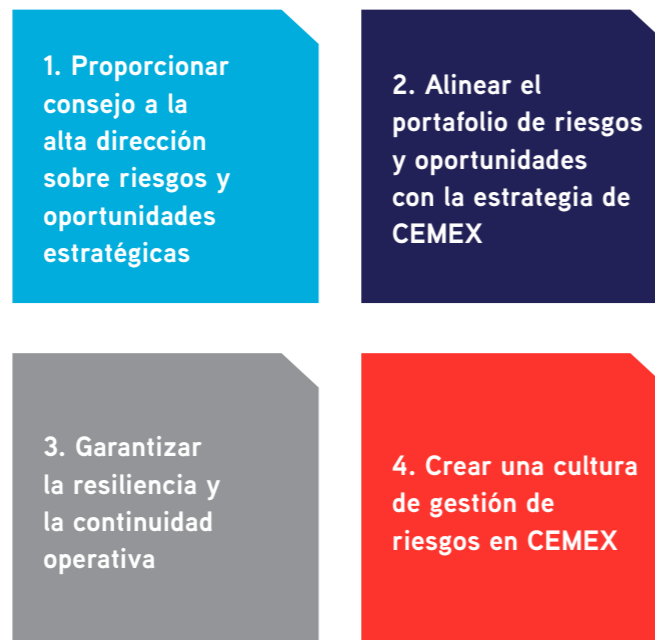 1. Proporcionar
consejo a la
alta dirección
sobre riesgos y
oportunidades
estratégicas
2. Alinear el
portafolio de riesgos
y oportunidades
con la estrategia de
CEMEX
3. Garantizar
la resiliencia y
la continuidad
operativa
4. Crear una cultura
de gestión de
riesgos en CEMEX